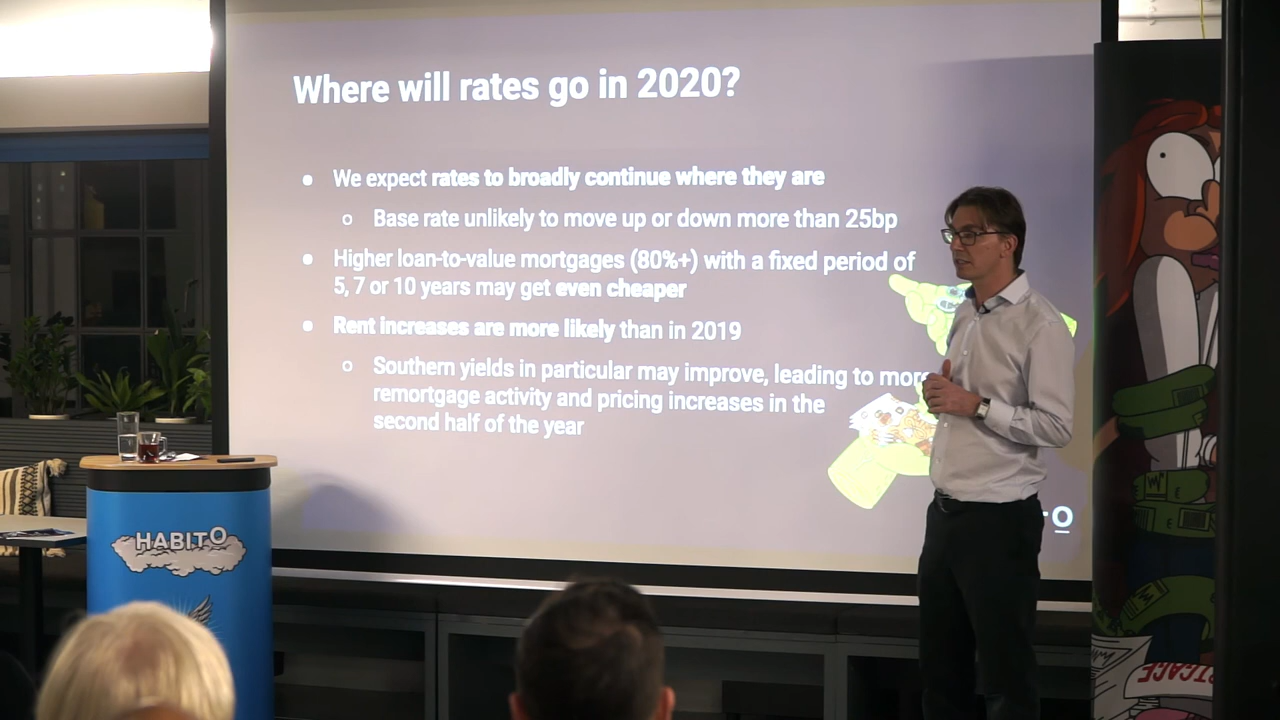 Where will rates go in 2020?
● We expect rates to broadly continue where they are
○ Base rate unlikely to move up or down more than 25bp
● Higher loan-to-value mortgages (80%+) with a fixed period of
5, 7 or 10 years may get even cheaper
● Rent increases are more likely than in 2019
○ Southern yields in particular may improve, leading to more
remortgage activity and pricing increases in the
second half of the year
HABITO
O